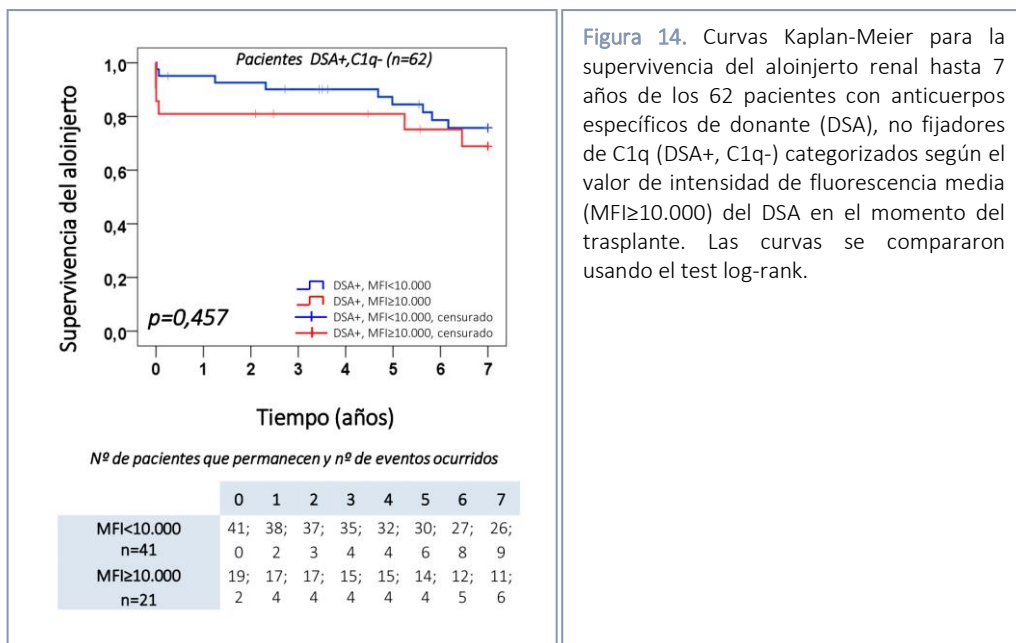 Pacientes DSA+,C1q- (n=62)
1,0
0,8
0,6
0,4
0,2
0,0
Supervivencia del aloinjerto
DSA+, MFI<10.000
DSA+, MFI≥10.000
DSA+, MFI<10.000, censurado
DSA+, MFI≥10.000, censurado
p=0,457
0 1 2 3 4 5 6 7
Tiempo (años)
Nº de pacientes que permanecen y nº de eventos ocurridos
0 1 2 3 4 5 6 7
MFI<10.000 41; 38; 37; 35; 32; 30; 27; 26;
n=41 0 2 3 4 4 6 8 9
MFI≥10.000 19; 17; 17; 15; 15; 14; 12; 11;
n=21 2 4 4 4 4 4 5 6
Figura 14. Curvas Kaplan-Meier para la
supervivencia del aloinjerto renal hasta 7
años de los 62 pacientes con anticuerpos
específicos de donante (DSA), no fijadores
de C1q (DSA+, C1q-) categorizados según el
valor de intensidad de fluorescencia media
(MFI≥10.000) del DSA en el momento del
trasplante. Las curvas se compararon
usando el test log-rank.